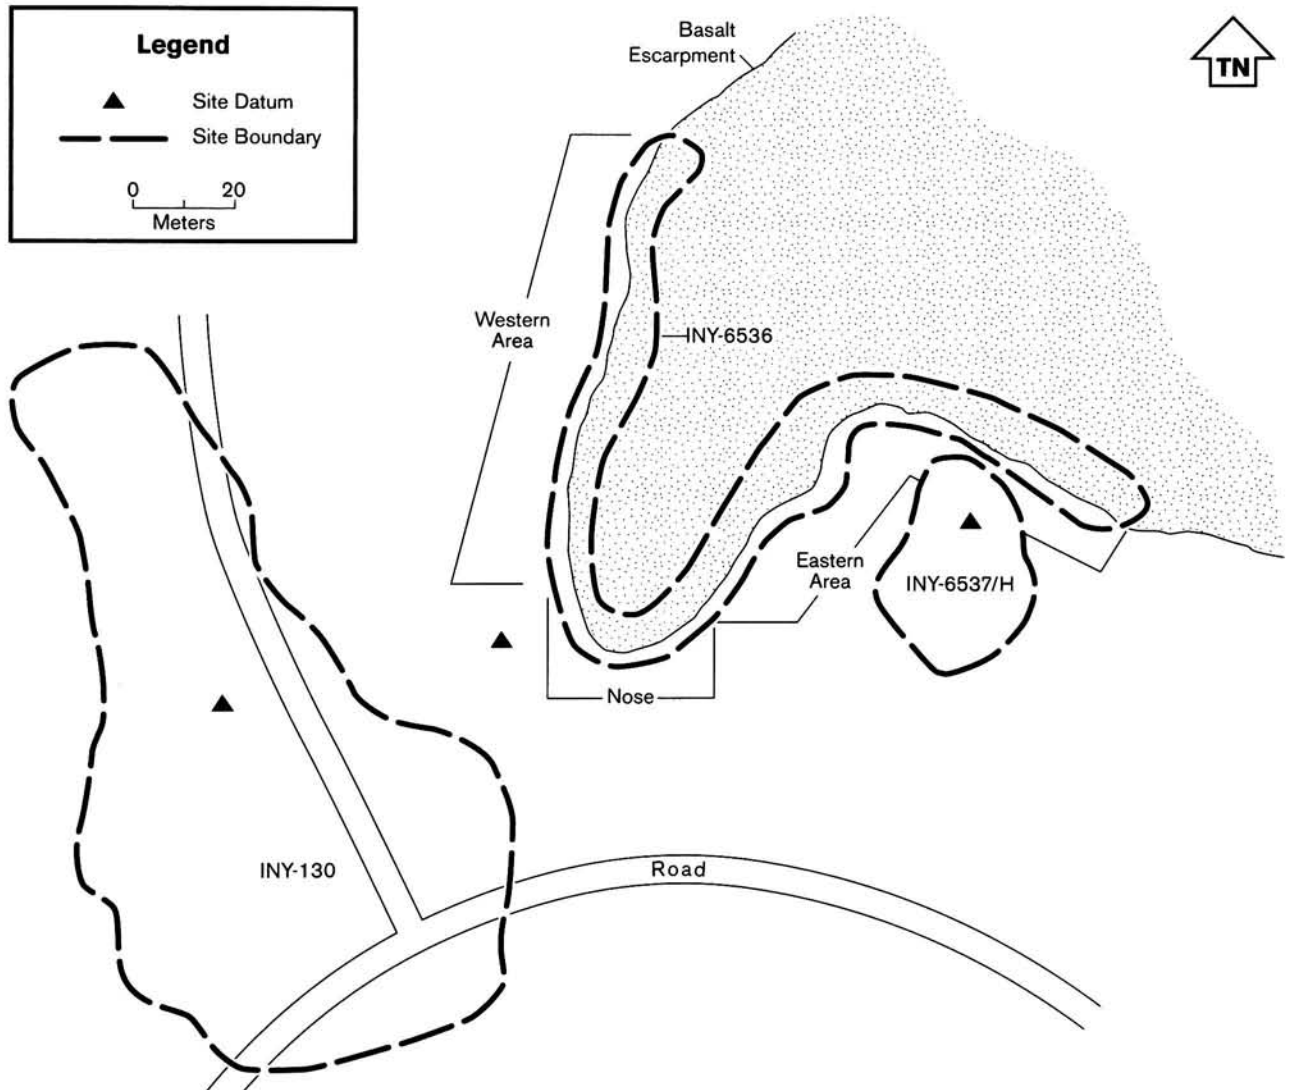 Legend
Site Datum
Site Boundary
0 20
Meters
Basalt
Escarpment
TN
Western
Area
INY-6536
Eastern
Area
INY-6537/H
Nose
INY-130
Road